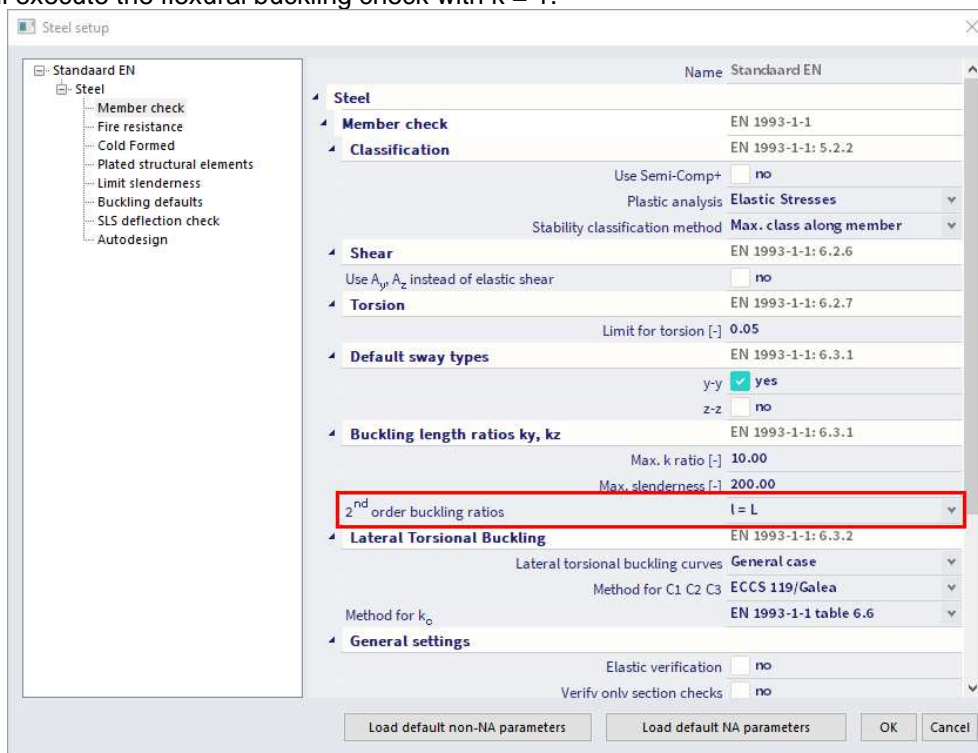 execute the flexural buckling check with k = 1.
Steel setup
Standaard EN
Steel
Member check
Fire resistance
Cold Formed
Plated structural elements
Limit slenderness
Buckling defaults
SLS deflection check
Autodesign
Name Standaard EN
Steel
Member check EN 1993-1-1
Classification EN 1993-1-1: 5.2.2
Use Semi-Comp+ no
Plastic analysis Elastic Stresses
Stability classification method Max. class along member
Shear EN 1993-1-1: 6.2.6
Use Ay, Az instead of elastic shear no
Torsion EN 1993-1-1: 6.2.7
Limit for torsion [-] 0.05
Default sway types EN 1993-1-1: 6.3.1
y-y yes
z-z no
Buckling length ratios ky, kz EN 1993-1-1: 6.3.1
Max. k ratio [-] 10.00
Max. slenderness [-] 200.00
2nd order buckling ratios l = L
Lateral Torsional Buckling EN 1993-1-1: 6.3.2
Lateral torsional buckling curves General case
Method for C1 C2 C3 ECCS 119/Galea
Method for kc EN 1993-1-1 table 6.6
General settings
Elastic verification no
Verify only section checks no
Load default non-NA parameters Load default NA parameters OK Cancel